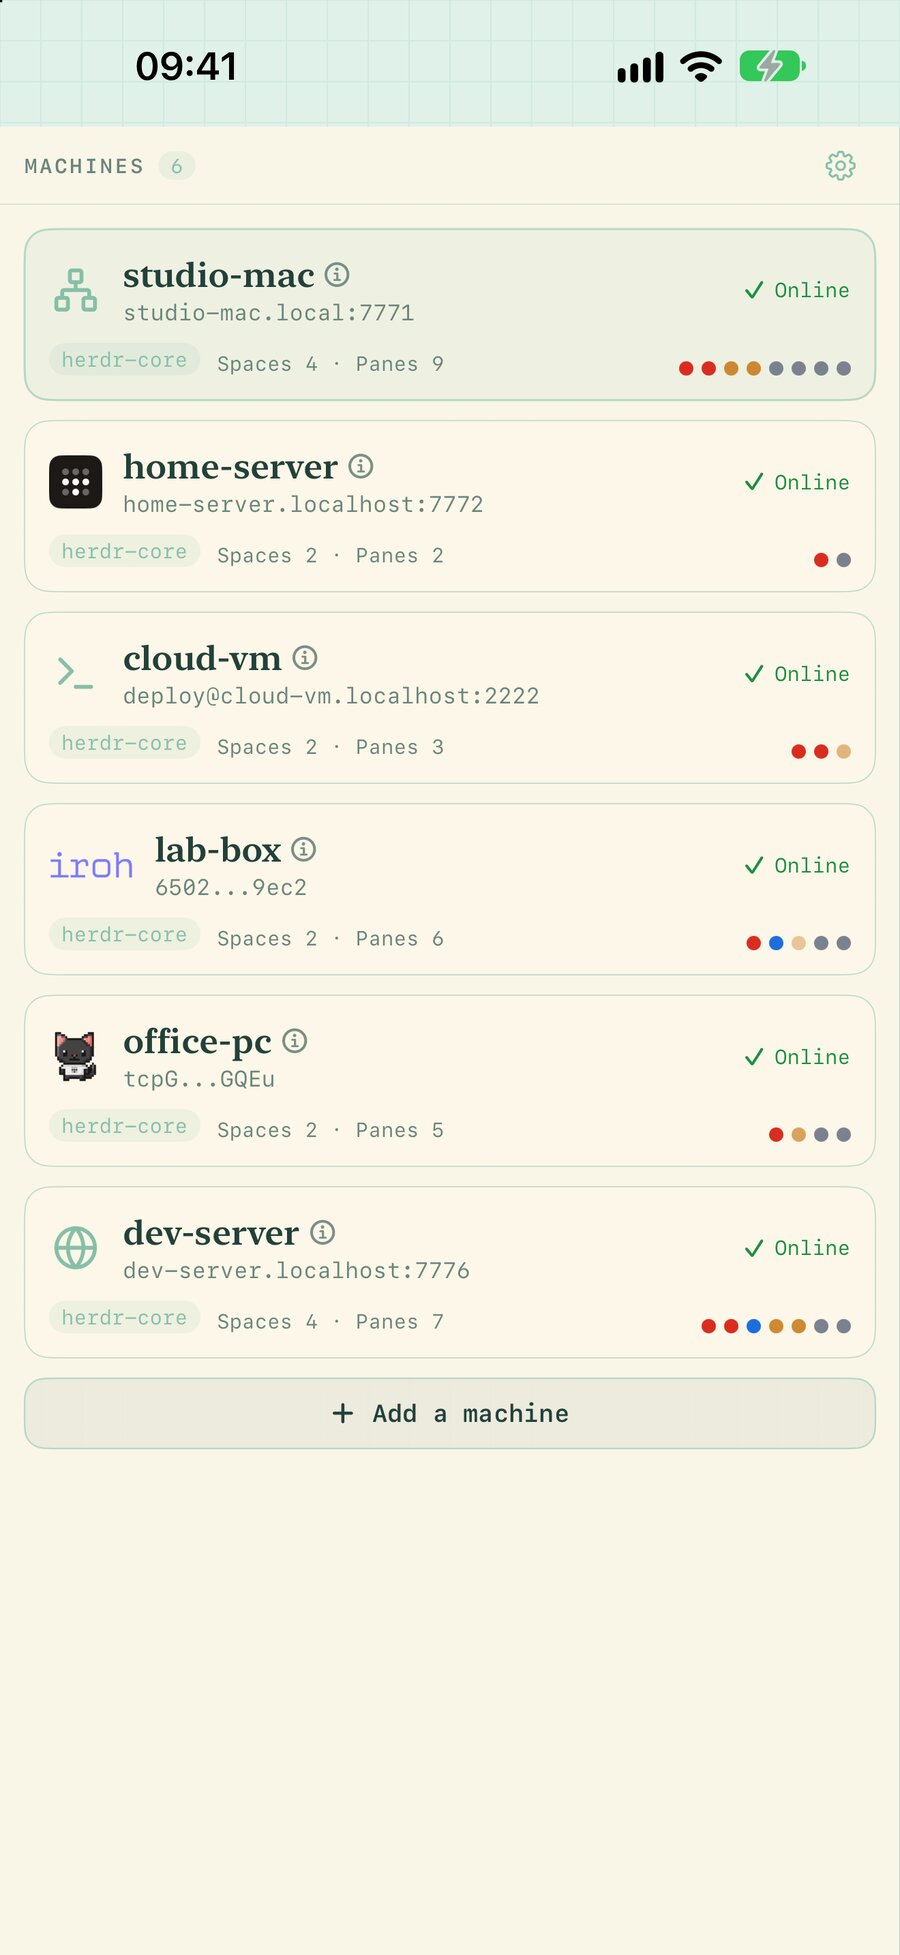 09:41
MACHINES 6
studio-mac
studio-mac.local:7771
Online
herdr-core Spaces 4 · Panes 9
home-server
home-server.localhost:7772
Online
herdr-core Spaces 2 · Panes 2
cloud-vm
deploy@cloud-vm.localhost:2222
Online
herdr-core Spaces 2 · Panes 3
iroh
lab-box
6502...9ec2
Online
herdr-core Spaces 2 · Panes 6
office-pc
tcpG...GQEu
Online
herdr-core Spaces 2 · Panes 5
dev-server
dev-server.localhost:7776
Online
herdr-core Spaces 4 · Panes 7
+ Add a machine